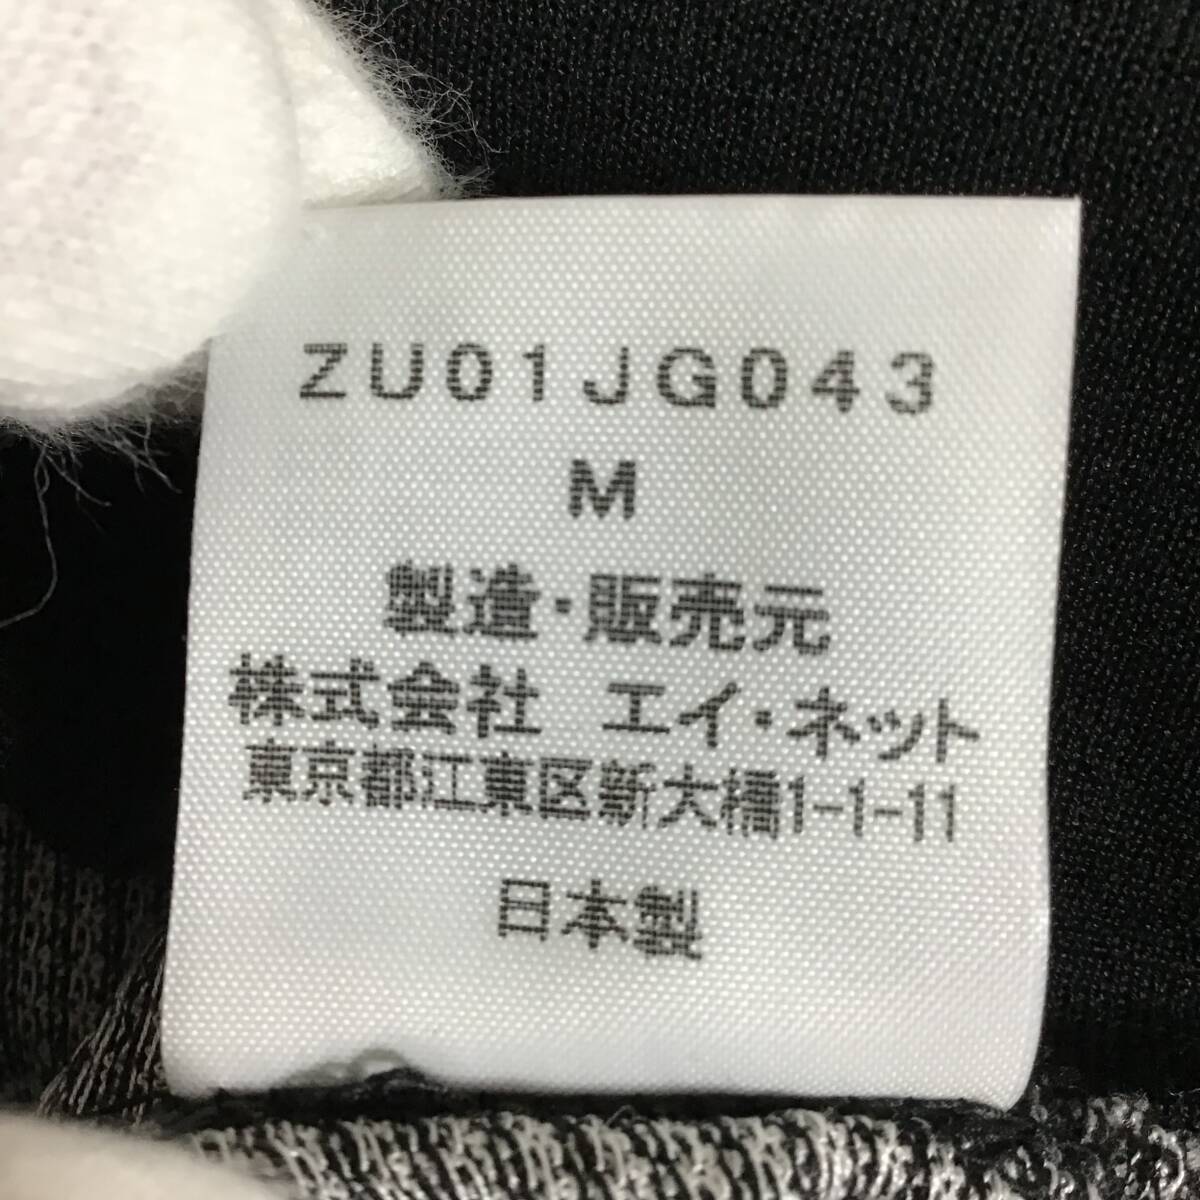 ZU01JG043
M
製造・販売元
株式会社 エイ・ネット
東京都江東区新大橋1-1-11
日本製